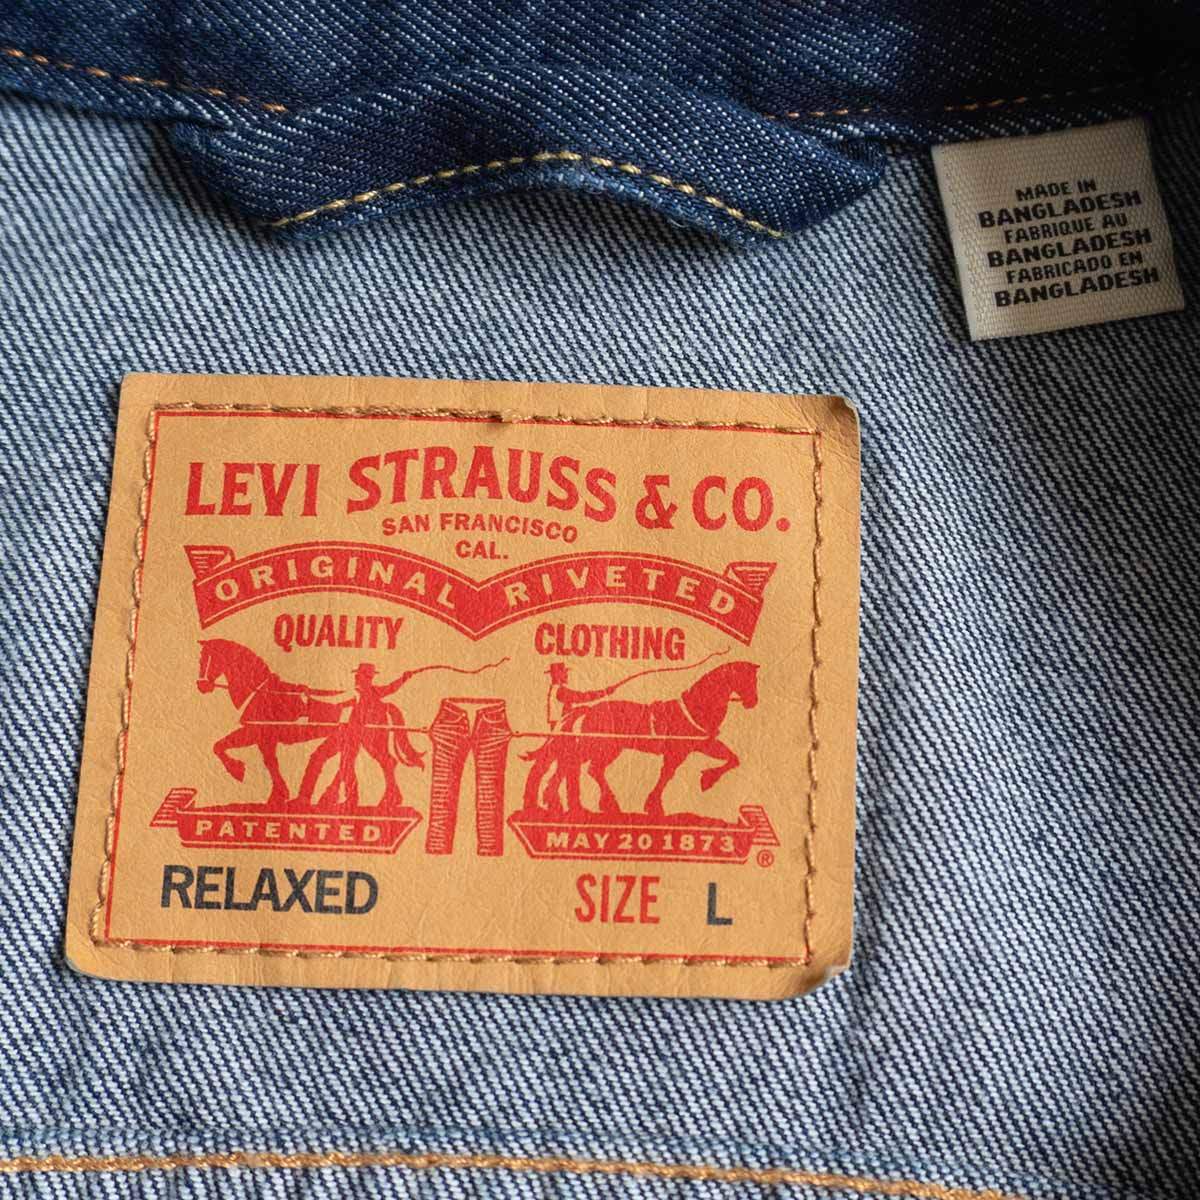 MADE IN
BANGLADESH
FABRIQUE AU
BANGLADESH
FABRICADO EN
BANGLADESH
LEVI STRAUSS & CO.
SAN FRANCISCO
CAL.
ORIGINAL RIVETED
QUALITY CLOTHING
PATENTED MAY 20 1873
®
RELAXED SIZE L